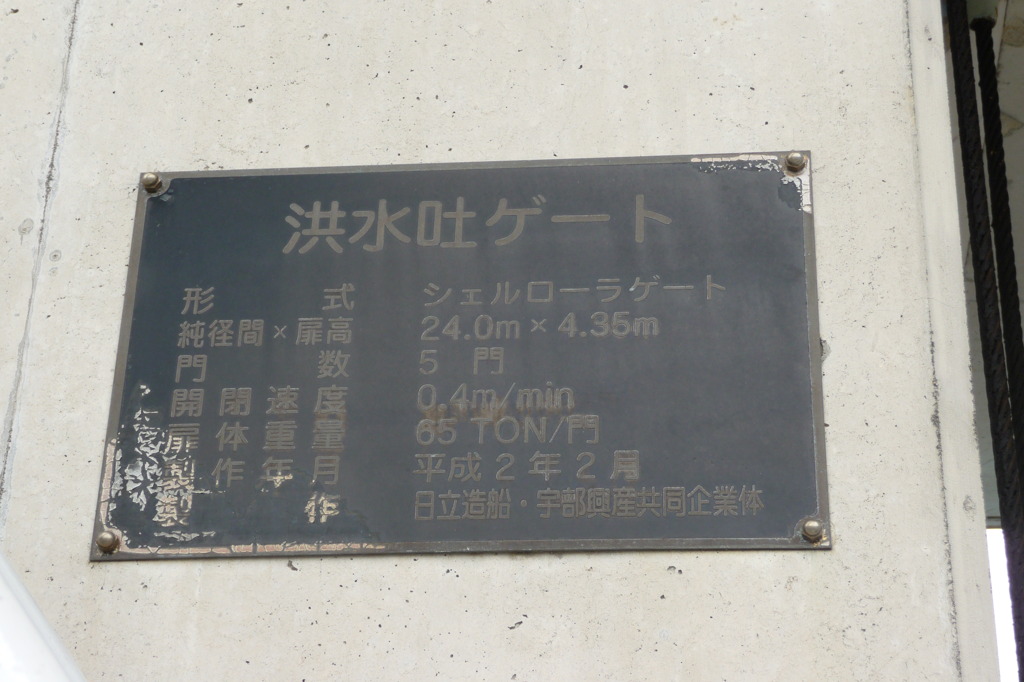 洪水吐ゲート
形 式 シェルローラゲート
純径間×扉高 24.0m×4.35m
門 数 5 門
開閉速度 0.4m/min
扉体重量 65 TON/門
製作年月 平成2年2月
製 作 日立造船・宇部興産共同企業体